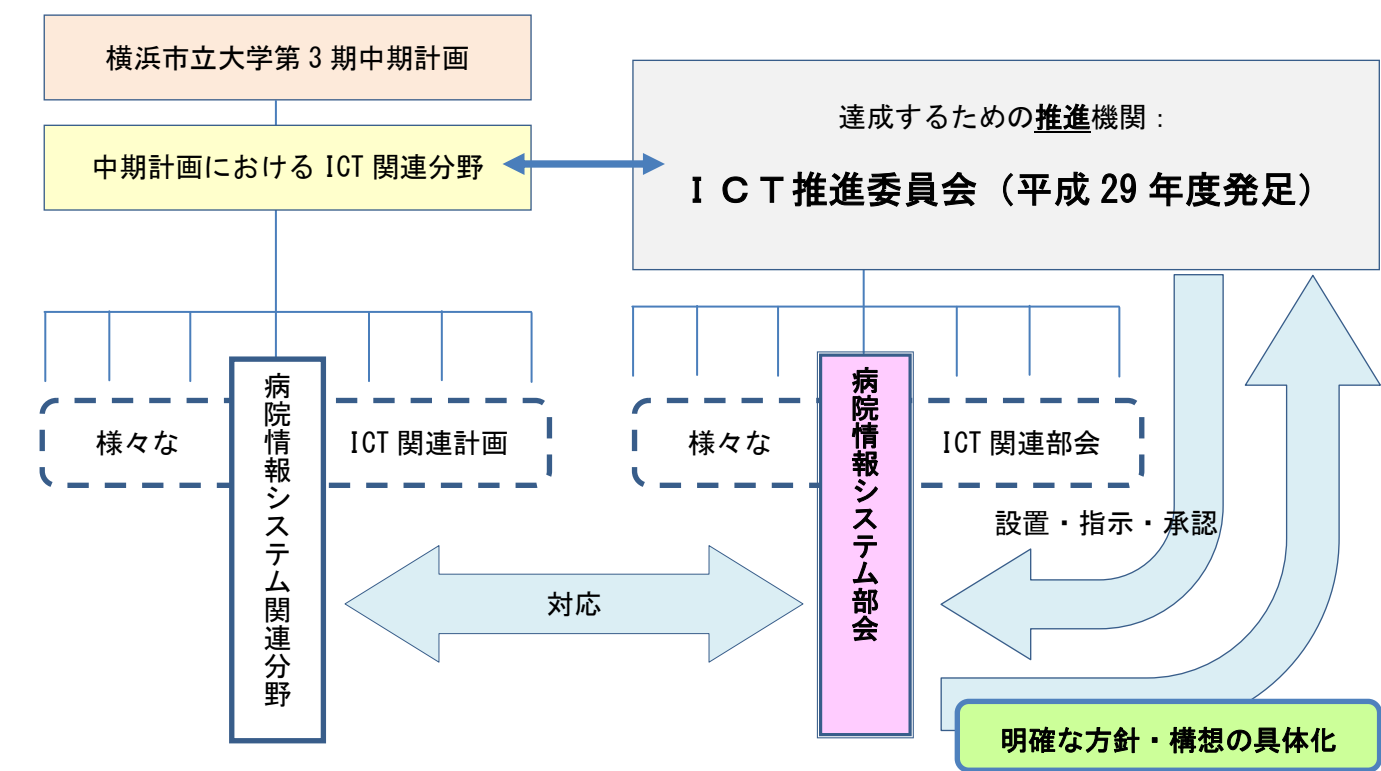 横浜市立大学第 3 期中期計画
中期計画における ICT 関連分野
達成するための推進機関：
ＩＣＴ推進委員会（平成 29 年度発足）
様々な
病院情報システム関連分野
ICT 関連計画
様々な
病院情報システム部会
ICT 関連部会
設置・指示・承認
対応
明確な方針・構想の具体化